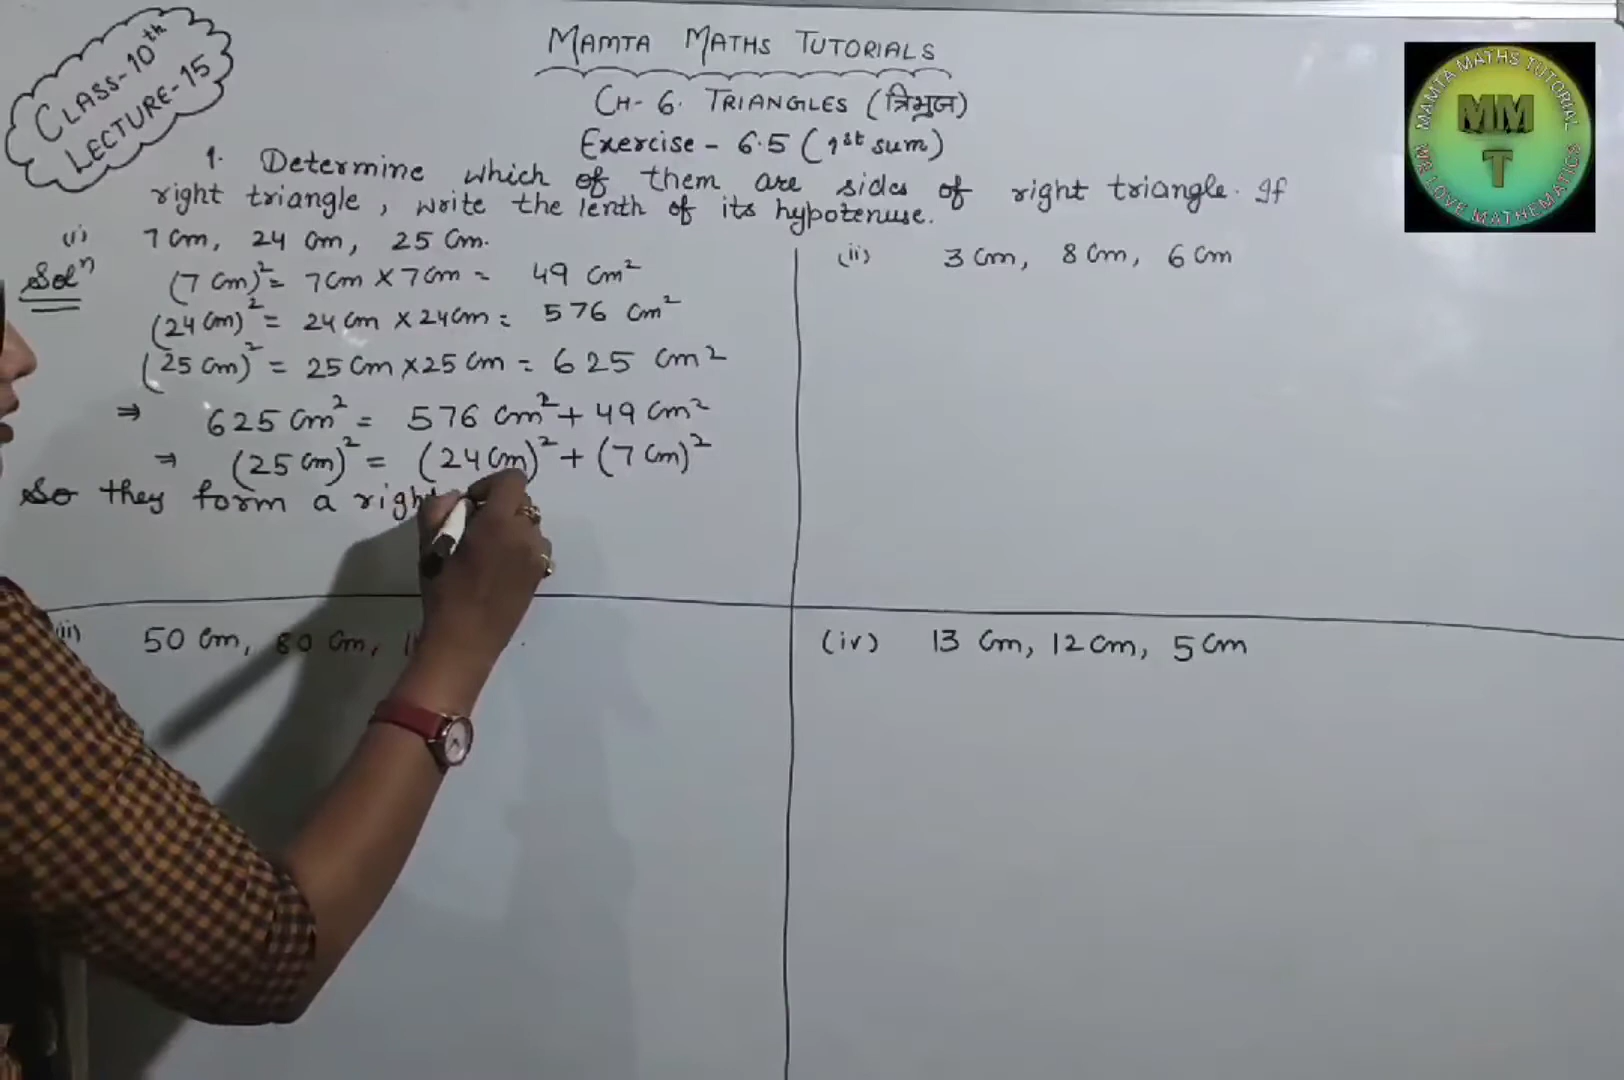 CLASS-10th
LECTURE-15
MAMTA MATHS TUTORIALS
CH-6. TRIANGLES (त्रिभुज)
Exercise - 6.5 (1st sum)
1. Determine which of them are sides of right triangle. If
right triangle, write the lenth of its hypotenuse.
(i) 7 cm, 24 cm, 25 cm.
Solⁿ (7 cm)² = 7cm × 7cm = 49 cm²
(24 cm)² = 24 cm × 24cm = 576 cm²
(25 cm)² = 25 cm × 25 cm = 625 cm²
⇒ 625 cm² = 576 cm² + 49 cm²
⇒ (25 cm)² = (24 cm)² + (7 cm)²
So they form a right
(ii) 3 cm, 8 cm, 6 cm
50 cm, 80 cm,
(iv) 13 cm, 12 cm, 5 cm
MAMTA MATHS TUTORIAL
MMT
WE LOVE MATHEMATICS